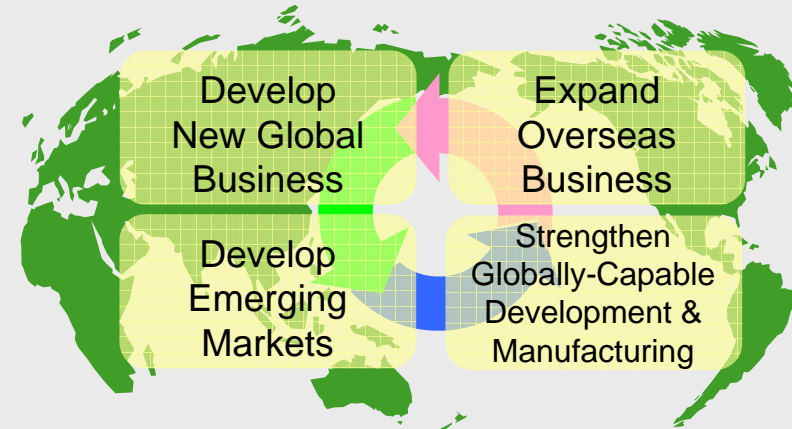 Develop
New Global
Business
Expand
Overseas
Business
Develop
Emerging
Markets
Strengthen
Globally-Capable
Development &
Manufacturing